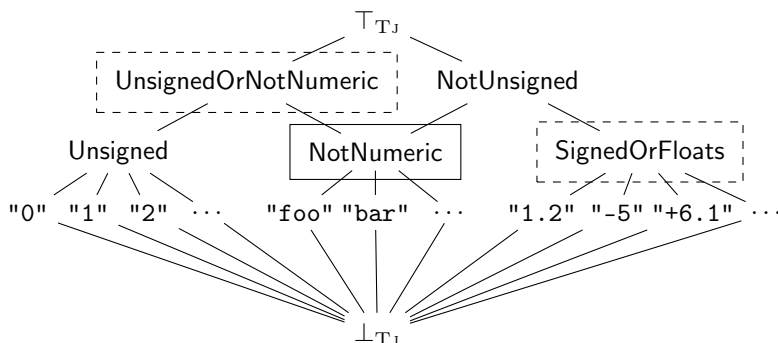 ⊤TJ
UnsignedOrNotNumeric NotUnsigned
Unsigned NotNumeric SignedOrFloats
"0" "1" "2" ··· "foo" "bar" ··· "1.2" "-5" "+6.1" ···
⊥TJ